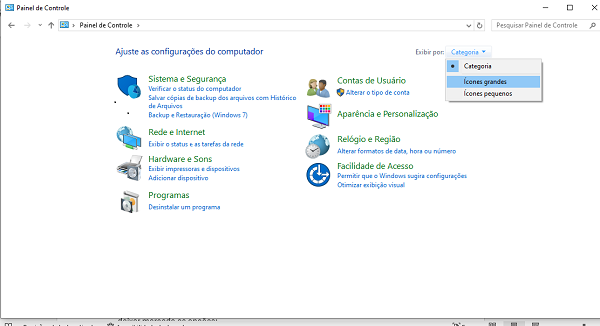 Painel de Controle
Painel de Controle
Pesquisar Painel de Controle
Ajuste as configurações do computador
Exibir por: Categoria
Categoria
Ícones grandes
Ícones pequenos
Sistema e Segurança
Verificar o status do computador
Salvar cópias de backup dos arquivos com Histórico
de Arquivos
Backup e Restauração (Windows 7)
Rede e Internet
Exibir o status e as tarefas da rede
Hardware e Sons
Exibir impressoras e dispositivos
Adicionar dispositivo
Programas
Desinstalar um programa
Contas de Usuário
Alterar o tipo de conta
Aparência e Personalização
Relógio e Região
Alterar formatos de data, hora ou número
Facilidade de Acesso
Permitir que o Windows sugira configurações
Otimizar exibição visual